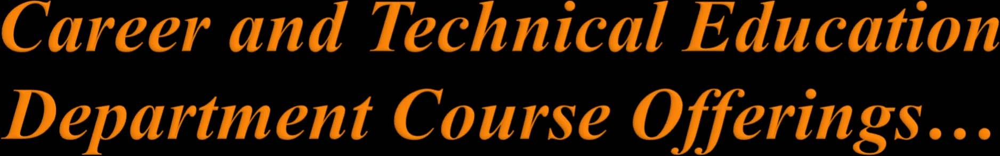 Career and Technical Education
Department Course Offerings…